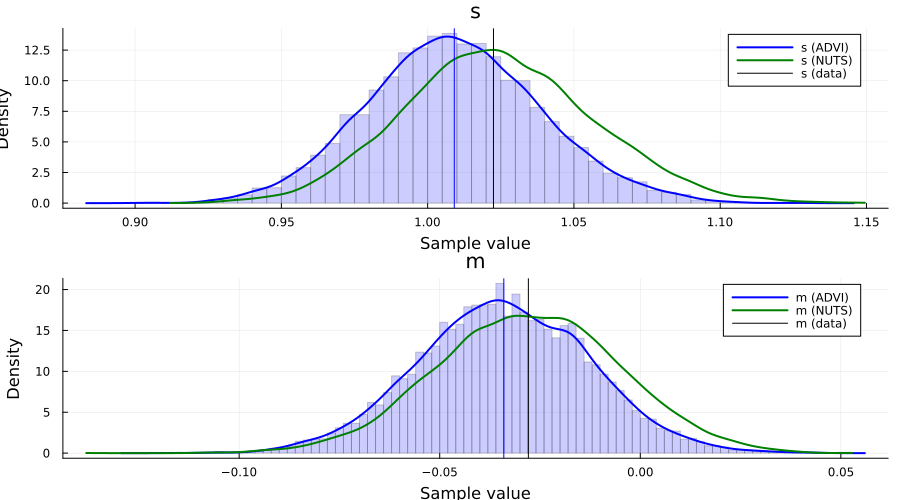 s
12.5
10.0
7.5
5.0
2.5
0.0
Density
s (ADVI)
s (NUTS)
s (data)
0.90 0.95 1.00 1.05 1.10 1.15
Sample value
m
20
15
10
5
0
Density
m (ADVI)
m (NUTS)
m (data)
−0.10 −0.05 0.00 0.05
Sample value